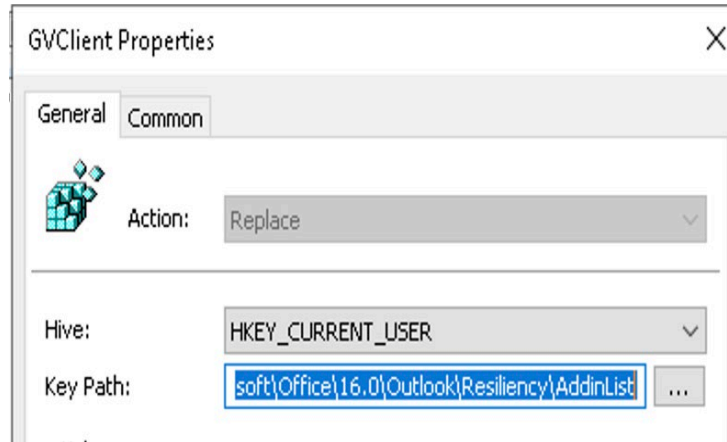 GVClient Properties
General Common
Action: Replace
Hive: HKEY_CURRENT_USER
Key Path: soft\Office\16.0\Outlook\Resiliency\AddinList ...